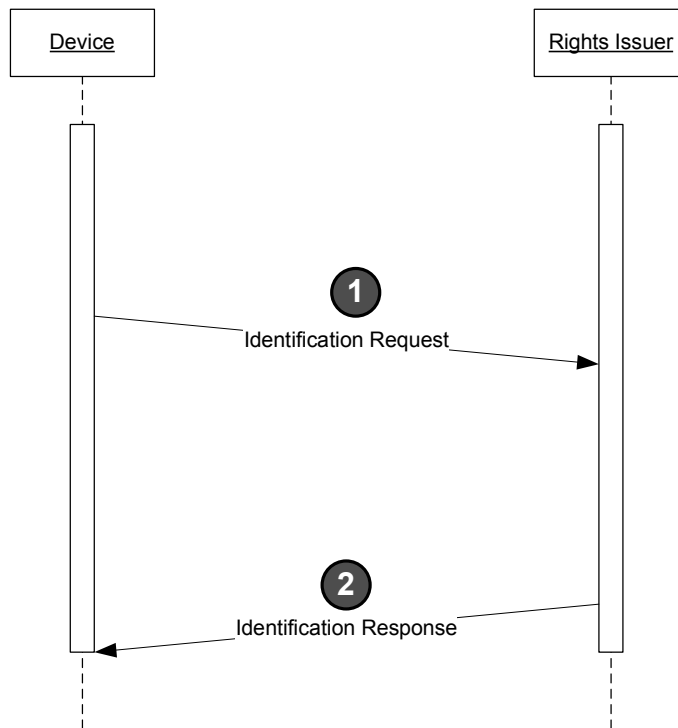 Device
Rights Issuer
1
Identification Request
2
Identification Response